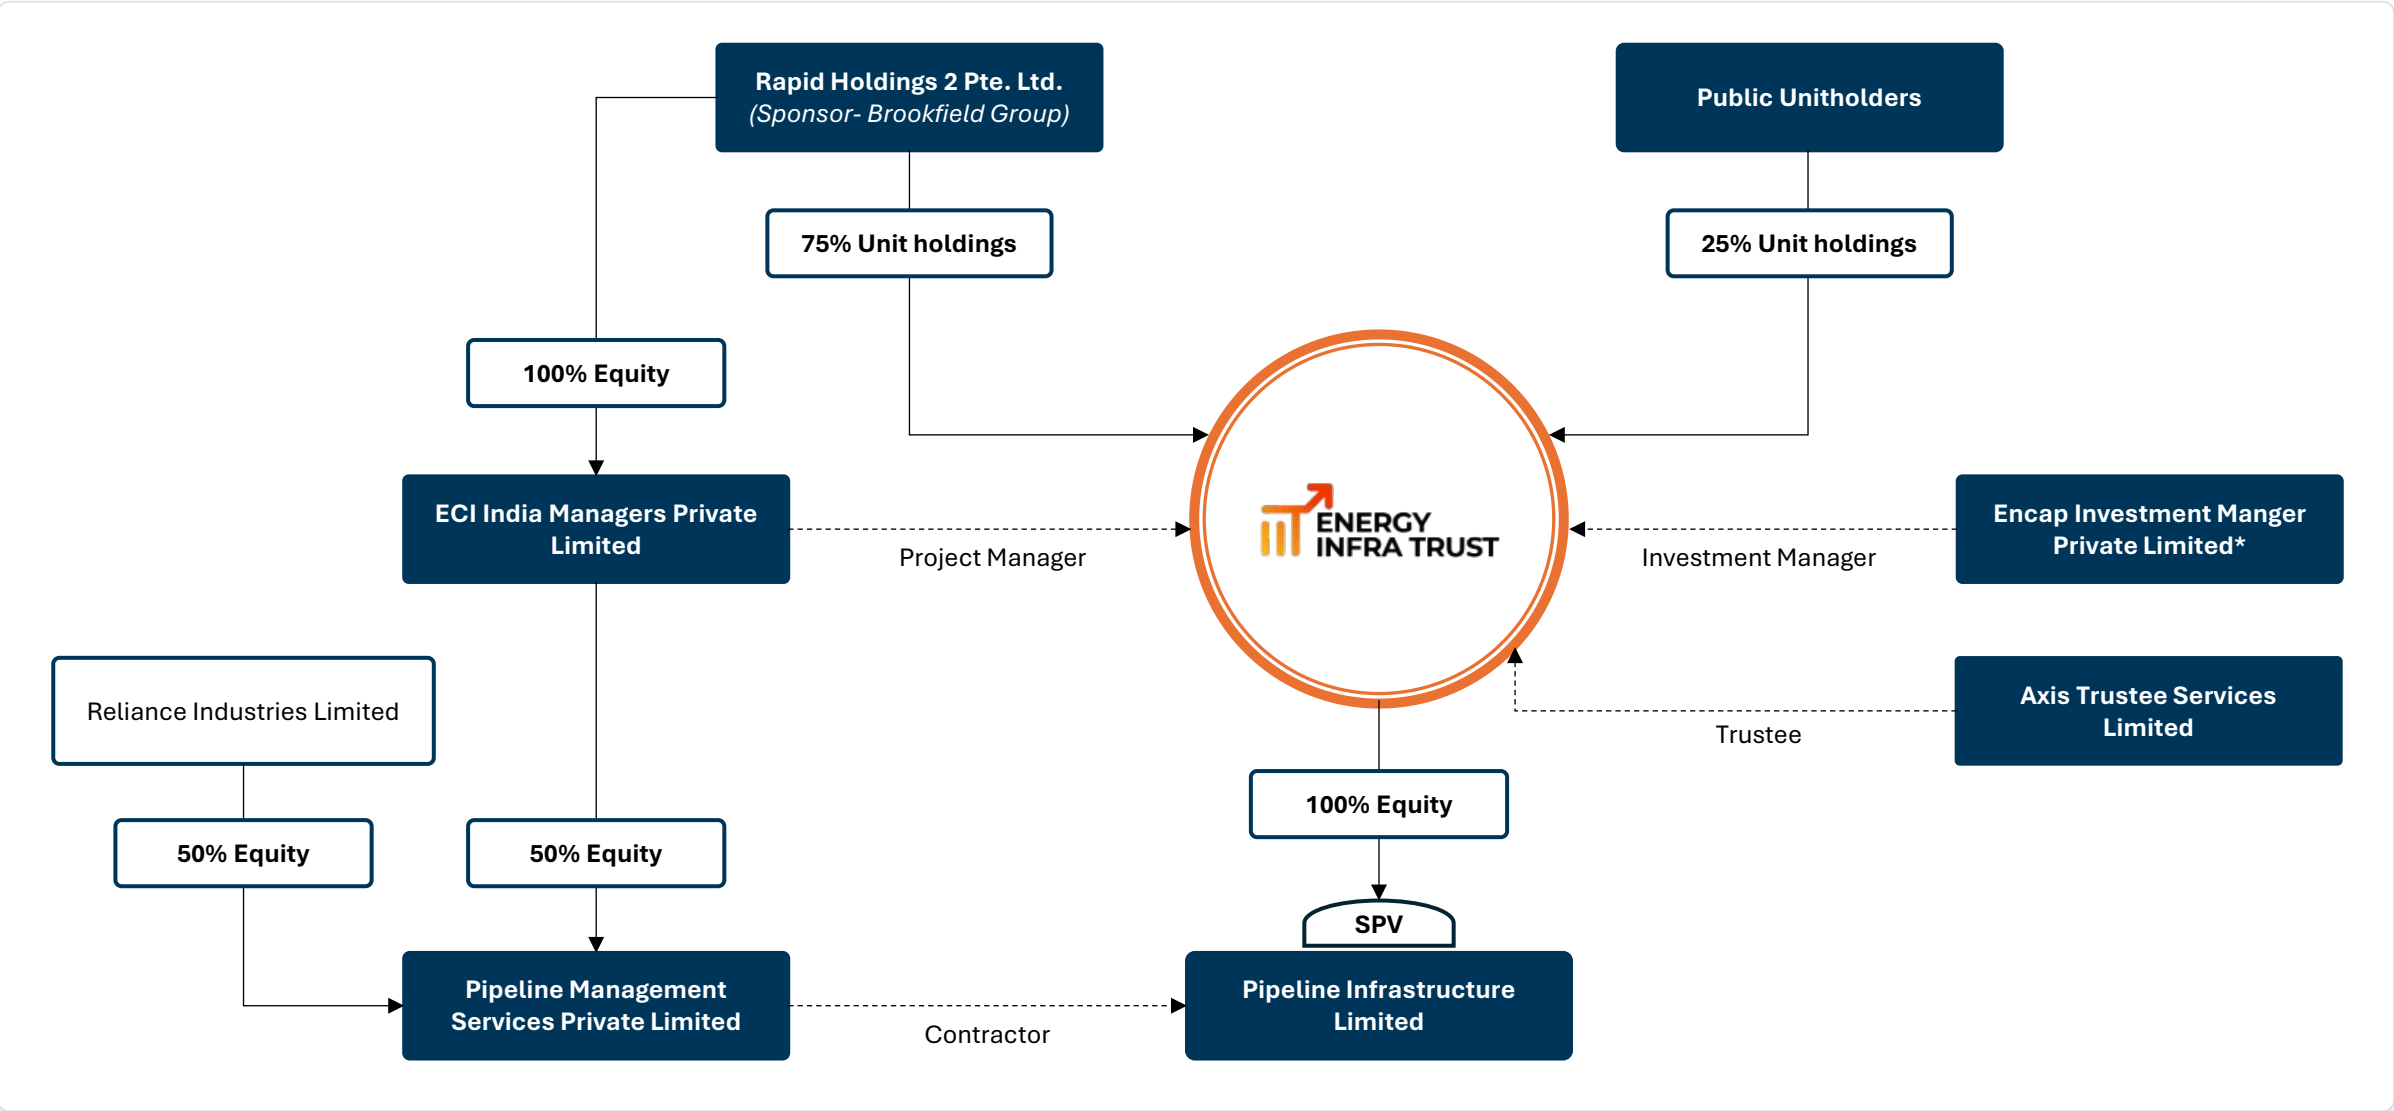 Rapid Holdings 2 Pte. Ltd.
(Sponsor- Brookfield Group)
Public Unitholders
75% Unit holdings
25% Unit holdings
100% Equity
ECI India Managers Private
Limited
Project Manager
ENERGY
INFRA TRUST
Investment Manager
Encap Investment Manger
Private Limited*
Reliance Industries Limited
Axis Trustee Services
Limited
Trustee
50% Equity
50% Equity
100% Equity
SPV
Pipeline Management
Services Private Limited
Contractor
Pipeline Infrastructure
Limited